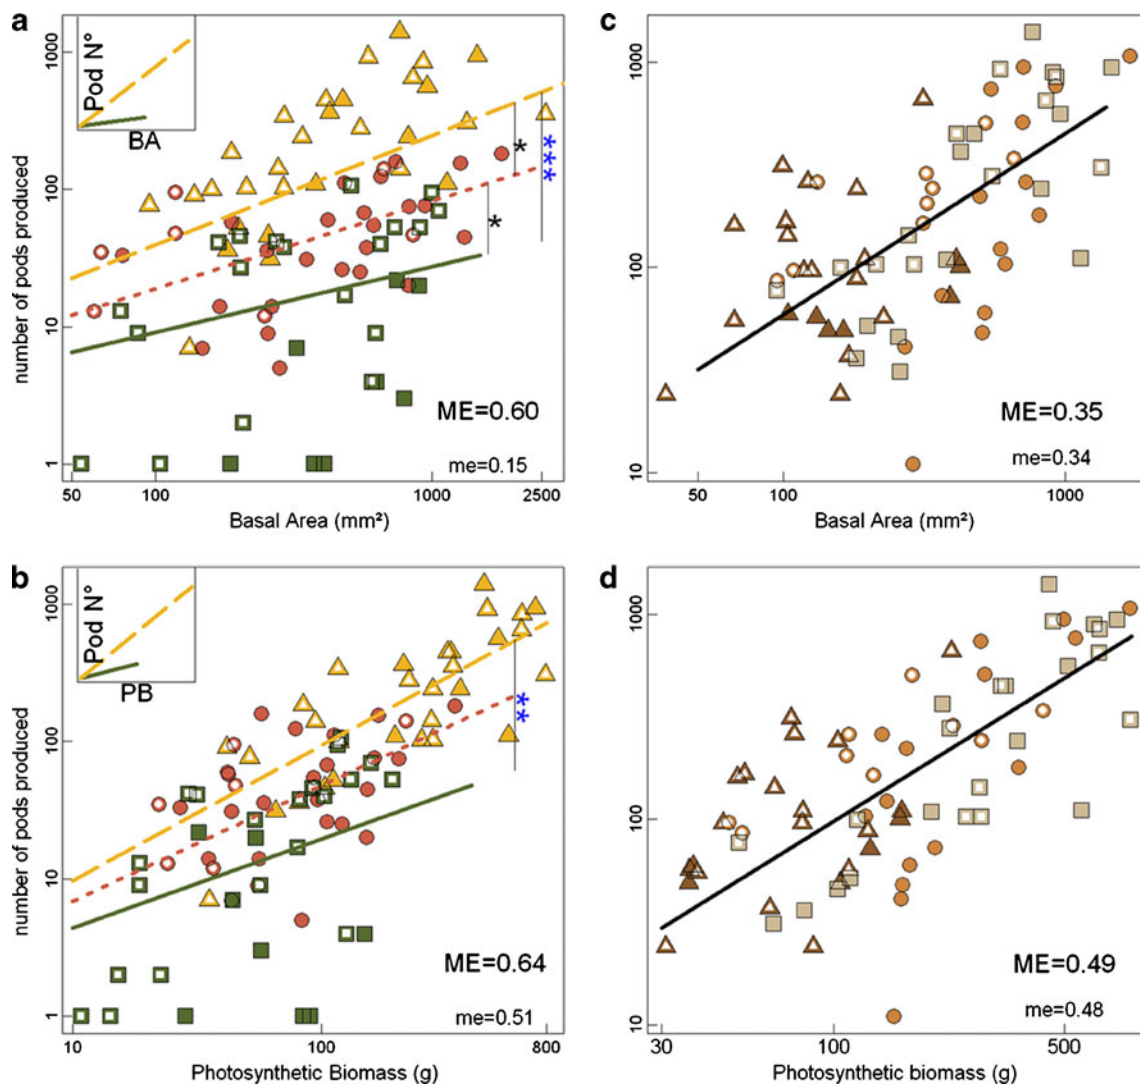 a
1000
100
10
1
number of pods produced
Pod N°
BA
*
*
***
ME=0.60
me=0.15
50
100
1000
2500
Basal Area (mm²)
c
1000
100
10
ME=0.35
me=0.34
50
100
1000
Basal Area (mm²)
b
1000
100
10
1
number of pods produced
Pod N°
PB
**
ME=0.64
me=0.51
10
100
800
Photosynthetic Biomass (g)
d
1000
100
10
ME=0.49
me=0.48
30
100
500
Photosynthetic biomass (g)